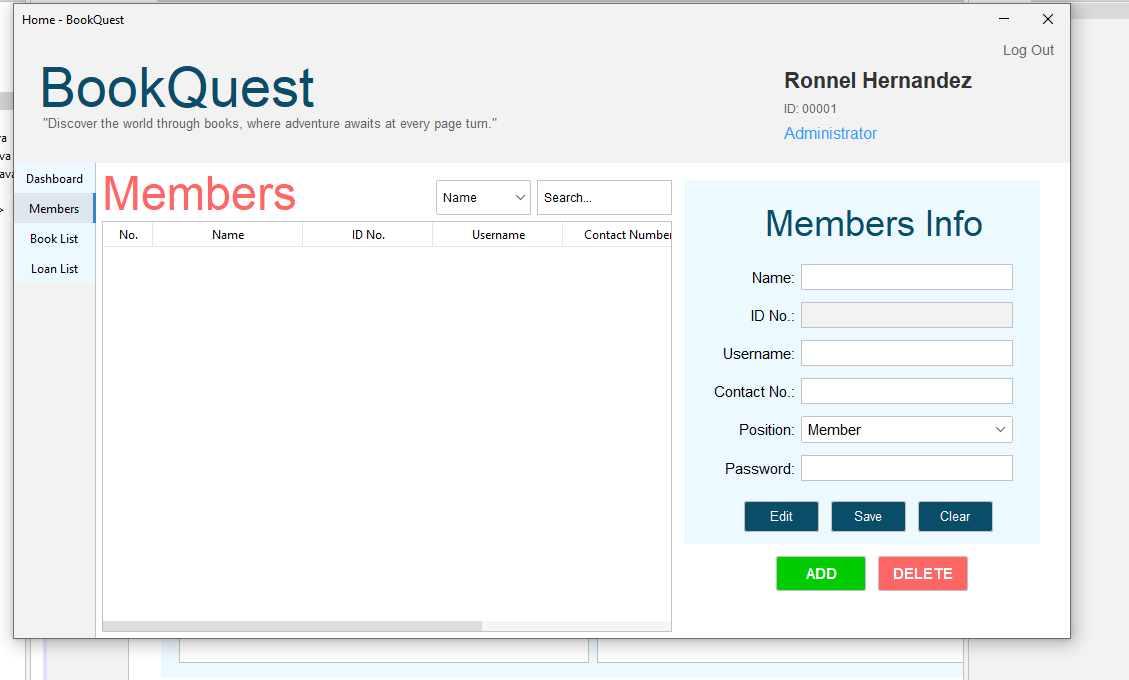 Home - BookQuest
Log Out
BookQuest
"Discover the world through books, where adventure awaits at every page turn."
Ronnel Hernandez
ID: 00001
Administrator
Dashboard
Members
Book List
Loan List
Members
Name
Search...
No.
Name
ID No.
Username
Contact Number
Members Info
Name:
ID No.:
Username:
Contact No.:
Position:
Member
Password:
Edit
Save
Clear
ADD
DELETE